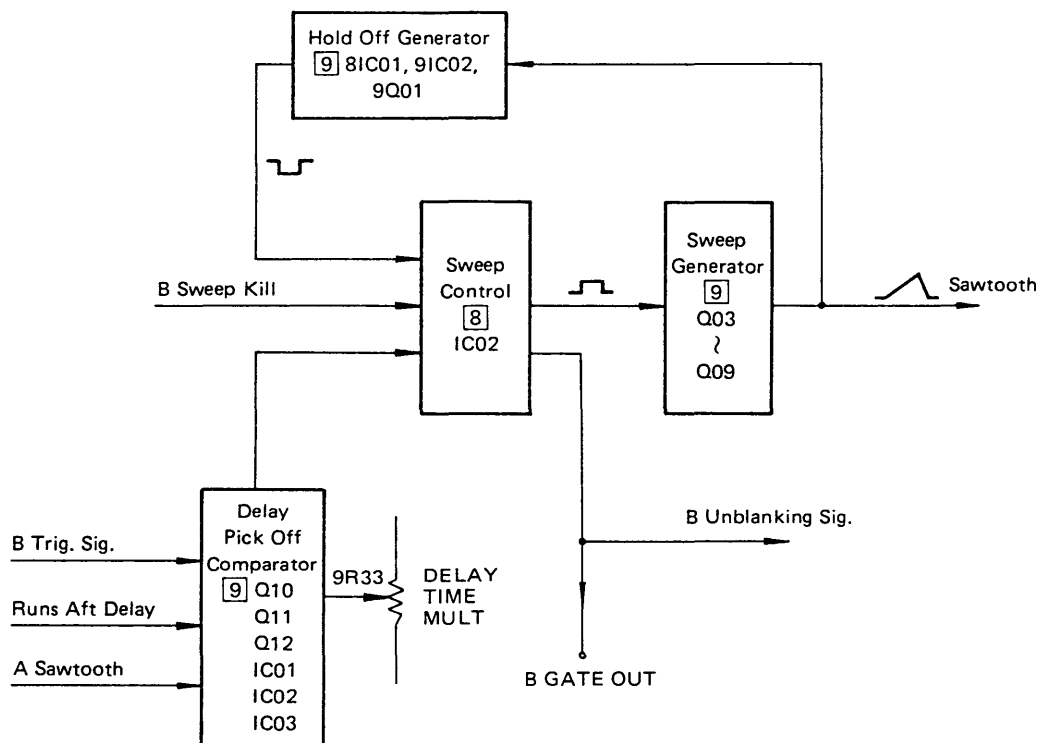 Hold Off Generator
9 8IC01, 9IC02,
9Q01
B Sweep Kill
Sweep
Control
8
IC02
Sweep
Generator
9
Q03
~
Q09
Sawtooth
B Trig. Sig.
Runs Aft Delay
A Sawtooth
Delay
Pick Off
Comparator
9 Q10
Q11
Q12
IC01
IC02
IC03
9R33
DELAY
TIME
MULT
B Unblanking Sig.
B GATE OUT